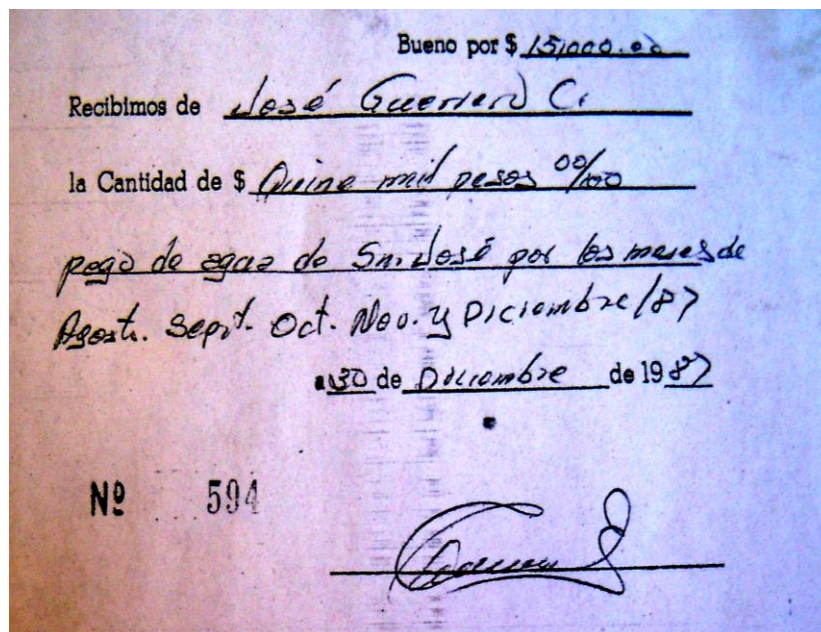 Bueno por $ 15,000.00
Recibimos de José Guerrero C.
la Cantidad de $ Quine mil pesos 00/100
pago de agua de Sn. José por los meses de
Agost. Sept. Oct. Nov. y Diciembre/87
a 30 de Diciembre de 1987
Nº 594